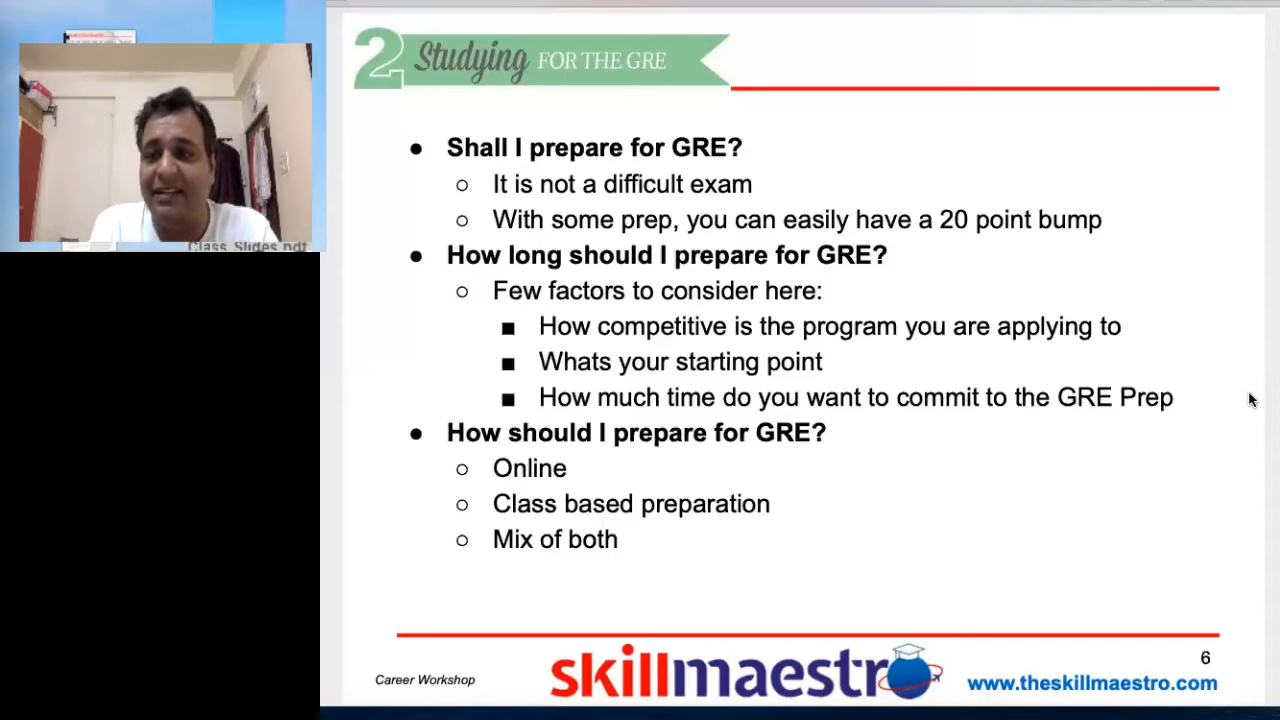 2 Studying FOR THE GRE
● Shall I prepare for GRE?
○ It is not a difficult exam
○ With some prep, you can easily have a 20 point bump
● How long should I prepare for GRE?
○ Few factors to consider here:
■ How competitive is the program you are applying to
■ Whats your starting point
■ How much time do you want to commit to the GRE Prep
● How should I prepare for GRE?
○ Online
○ Class based preparation
○ Mix of both
Class Slides.pdf
6
Career Workshop
skillmaestro
www.theskillmaestro.com